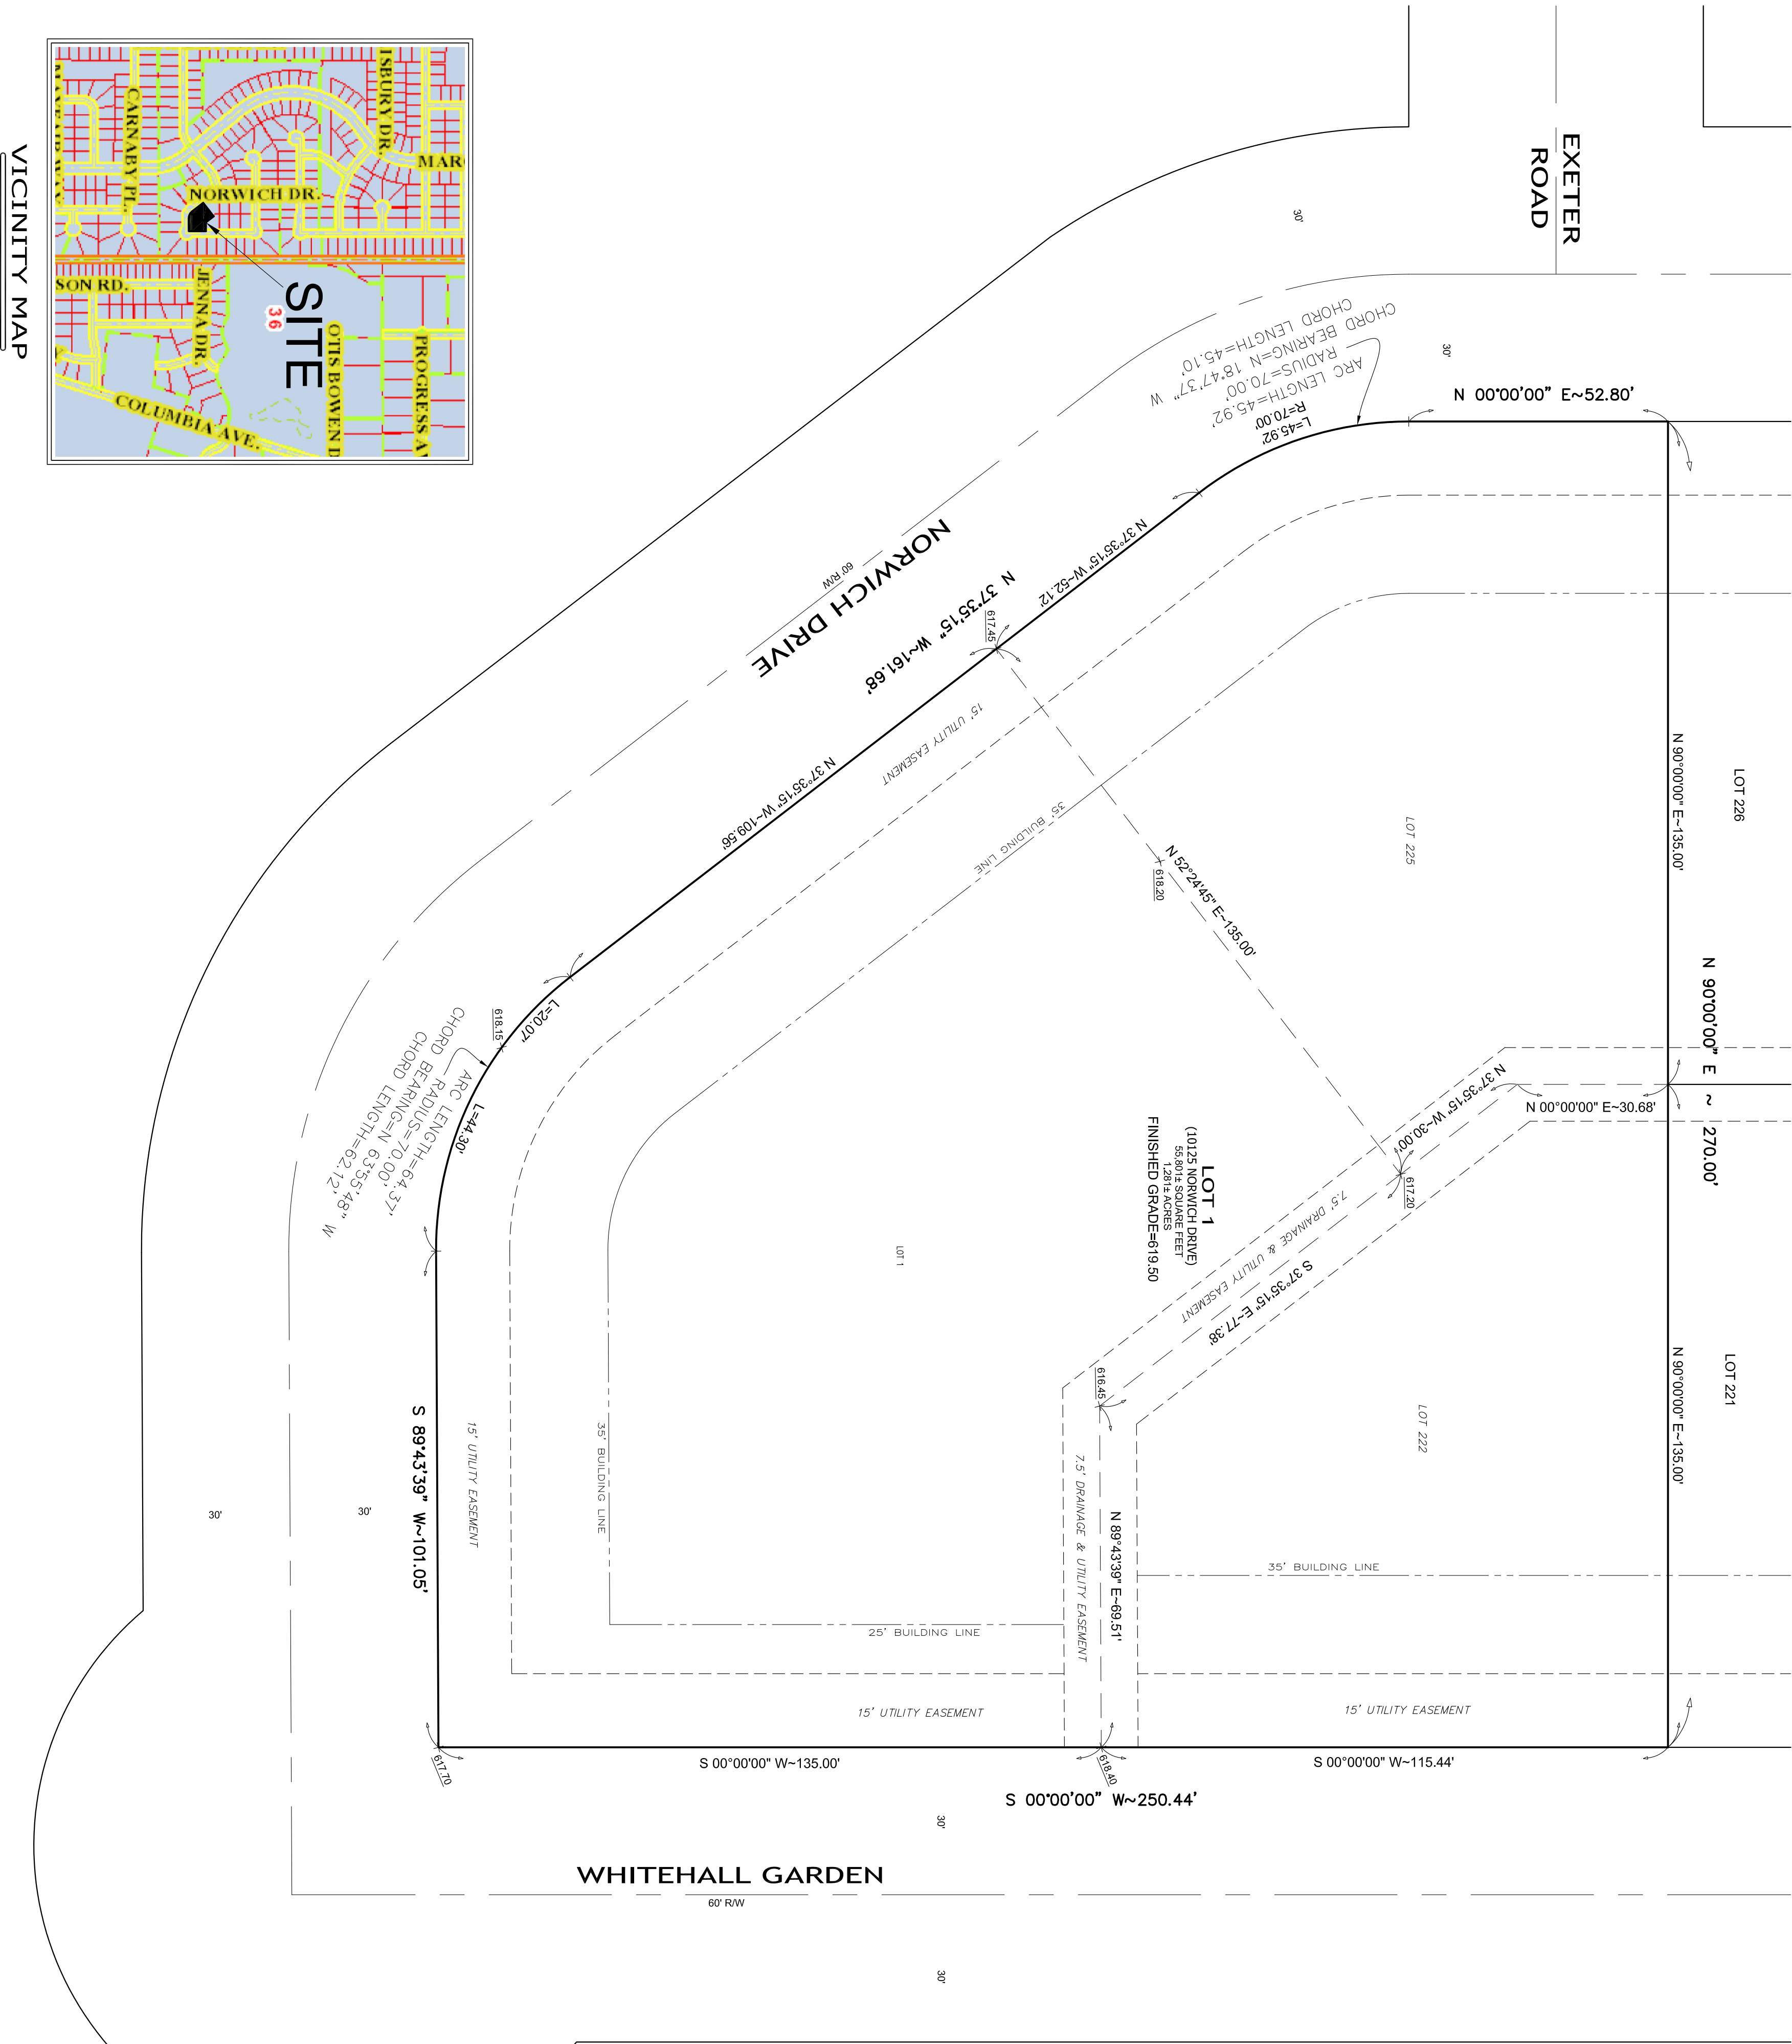 EXETER
ROAD
30'
30'
N 00°00'00" E~52.80'
CHORD LENGTH=45.10'
CHORD BEARING=N 18°47'37" W
RADIUS=70.00'
ARC LENGTH=45.92'
R=70.00'
L=45.92'
N 37°35'15" W~52.12'
NORWICH DRIVE
60' R/W
N 37°35'15" W~161.68'
617.45
15' UTILITY EASEMENT
N 37°35'15" W~109.56'
35' BUILDING LINE
N 52°24'45" E~135.00'
618.20
LOT 225
N 90°00'00" E~135.00'
LOT 226
N 90°00'00" E ~ 270.00'
N 00°00'00" E~30.68'
N 37°35'15" W~30.00'
617.20
LOT 1
(10125 NORWICH DRIVE)
55,801± SQUARE FEET
1.281± ACRES
FINISHED GRADE=619.50
7.5' DRAINAGE & UTILITY EASEMENT
S 37°35'15" E~77.38'
LOT 1
L=20.07'
618.15
L=44.30'
ARC LENGTH=64.37'
RADIUS=70.00'
CHORD BEARING=N 63°55'48" W
CHORD LENGTH=62.12'
616.45
LOT 222
N 90°00'00" E~135.00'
LOT 221
S 89°43'39" W~101.05'
15' UTILITY EASEMENT
35' BUILDING LINE
7.5' DRAINAGE & UTILITY EASEMENT
N 89°43'39" E~69.51'
35' BUILDING LINE
30'
30'
25' BUILDING LINE
15' UTILITY EASEMENT
15' UTILITY EASEMENT
617.70
S 00°00'00" W~135.00'
618.40
S 00°00'00" W~115.44'
S 00°00'00" W~250.44'
30'
WHITEHALL GARDEN
60' R/W
30'
ISBURY DR.
CARNABY PL.
MAR
NORWICH DR.
SITE
36
SON RD.
JENNA DR.
OTIS BOWEN D
PROGRESS A
COLUMBIA AVE.
VICINITY MAP